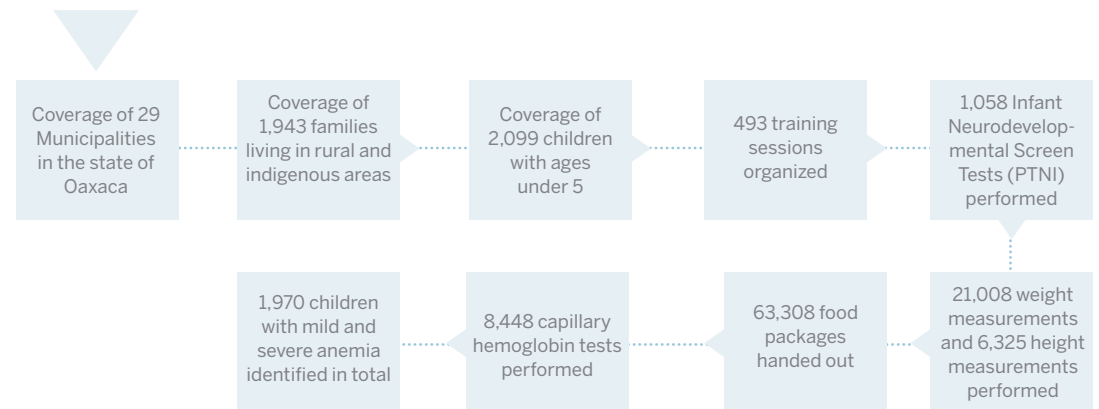 Coverage of 29
Municipalities
in the state of
Oaxaca
Coverage of
1,943 families
living in rural and
indigenous areas
Coverage of
2,099 children
with ages
under 5
493 training
sessions
organized
1,058 Infant
Neurodevelop-
mental Screen
Tests (PTNI)
performed
21,008 weight
measurements
and 6,325 height
measurements
performed
63,308 food
packages
handed out
8,448 capillary
hemoglobin tests
performed
1,970 children
with mild and
severe anemia
identified in total